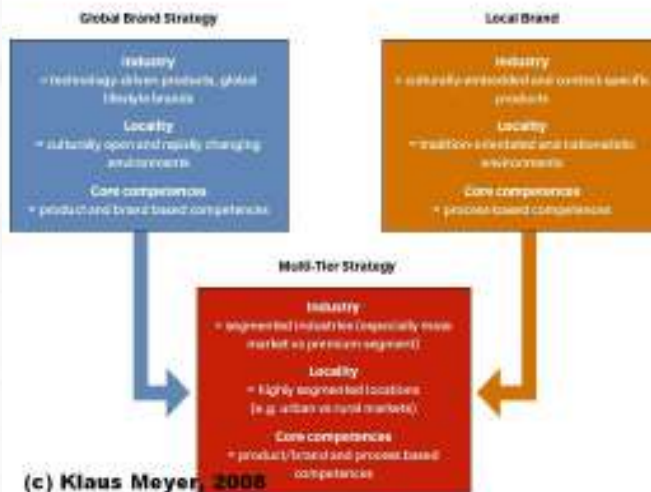 Global Brand Strategy
Industry
= technology-driven products, global
lifestyle brands
Locality
= culturally open and rapidly changing
environments
Core competences
= product and brand based competences
Local Brand
Industry
= culturally-embedded and context-specific
products
Locality
= tradition-orientated and nationalistic
environments
Core competences
= process based competences
Multi-Tier Strategy
Industry
= segmented industries (especially mass
market vs premium segment)
Locality
= highly segmented locations
(e.g. urban vs rural markets)
Core competences
= product/brand and process based
competences
(c) Klaus Meyer, 2008